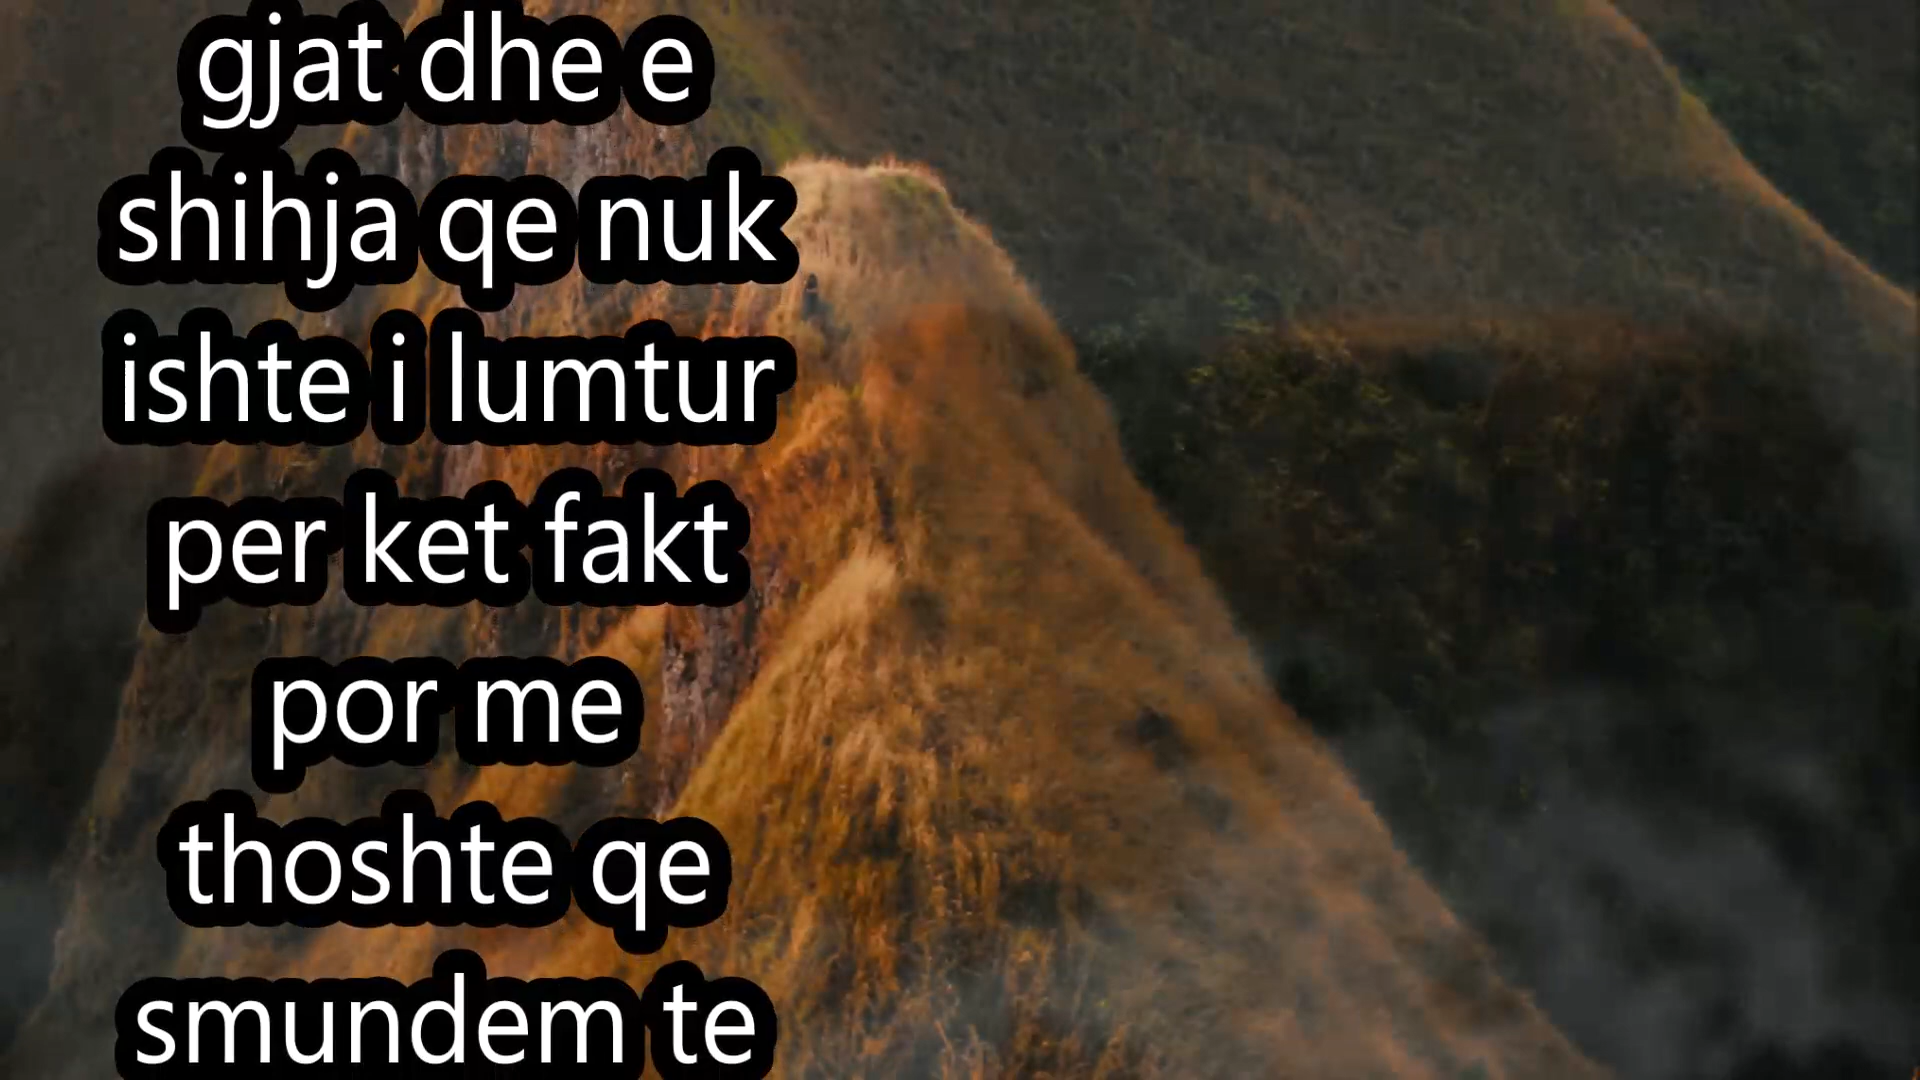 gjat dhe e
shihja qe nuk
ishte i lumtur
per ket fakt
por me
thoshte qe
smundem te